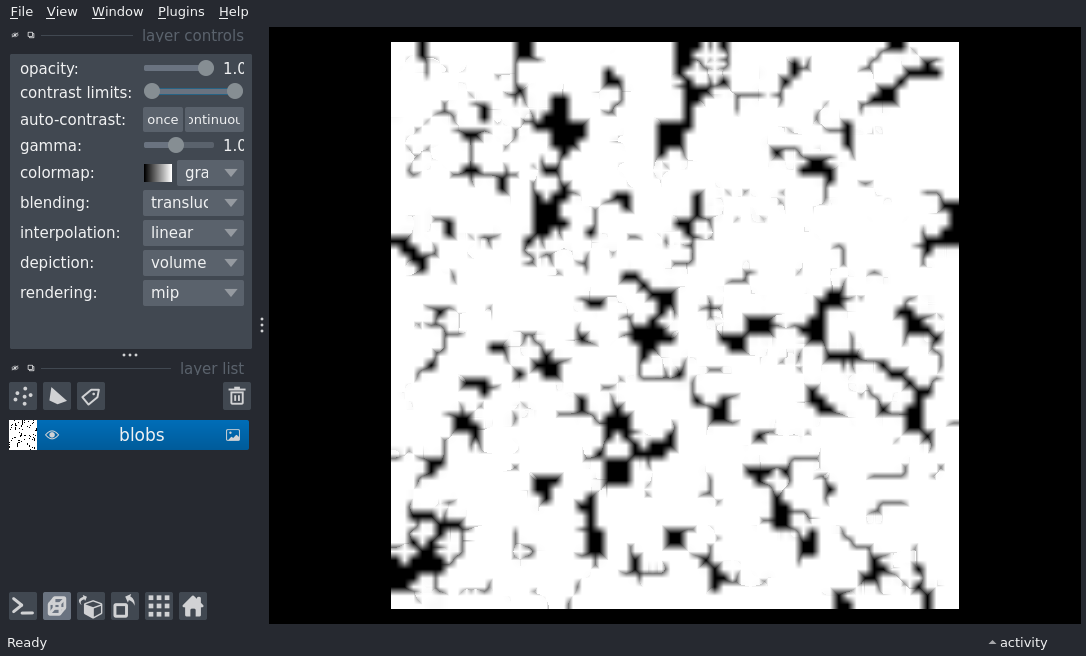 File View Window Plugins Help
layer controls
opacity: 1.0
contrast limits:
auto-contrast: once ontinuou
gamma: 1.0
colormap: gra
blending: transluc
interpolation: linear
depiction: volume
rendering: mip
layer list
blobs
Ready
activity